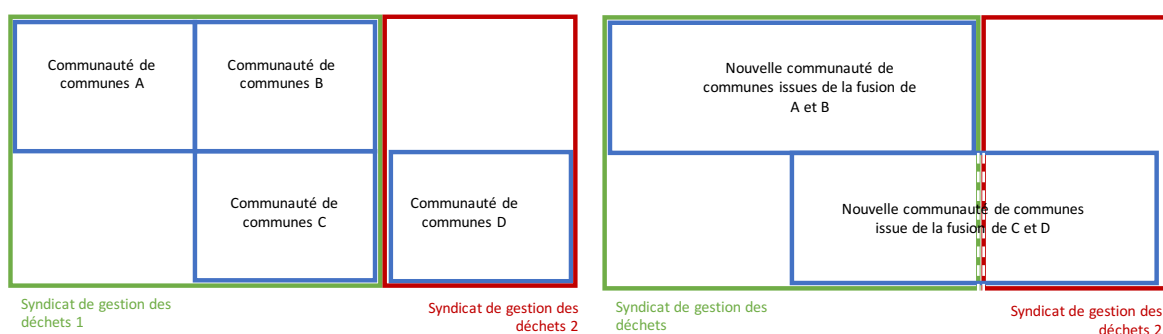 Communauté de
communes A
Communauté de
communes B
Communauté de
communes C
Communauté de
communes D
Syndicat de gestion des
déchets 1
Syndicat de gestion des
déchets 2
Nouvelle communauté de
communes issues de la fusion de
A et B
Nouvelle communauté de communes
issue de la fusion de C et D
Syndicat de gestion des
déchets
Syndicat de gestion des
déchets 2